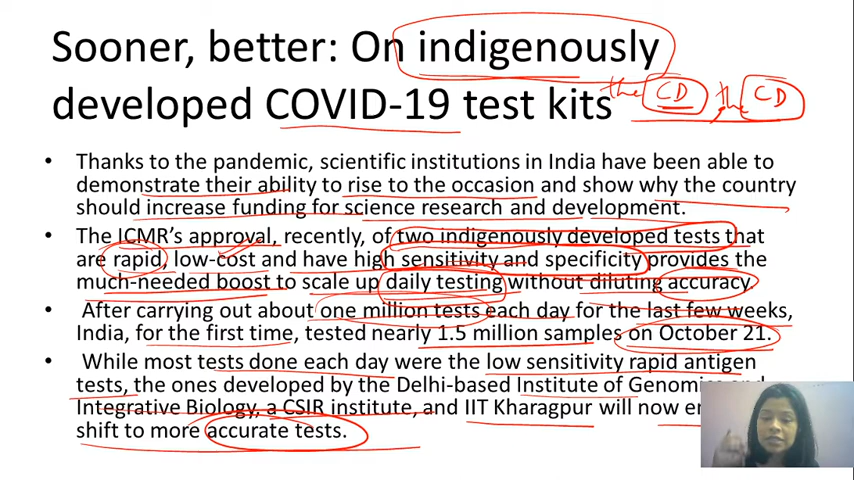 Sooner, better: On indigenously
developed COVID-19 test kits the CD, the CD
• Thanks to the pandemic, scientific institutions in India have been able to
demonstrate their ability to rise to the occasion and show why the country
should increase funding for science research and development.
• The ICMR's approval, recently, of two indigenously developed tests that
are rapid, low-cost and have high sensitivity and specificity provides the
much-needed boost to scale up daily testing without diluting accuracy.
• After carrying out about one million tests each day for the last few weeks,
India, for the first time, tested nearly 1.5 million samples on October 21.
• While most tests done each day were the low sensitivity rapid antigen
tests, the ones developed by the Delhi-based Institute of Genomics and
Integrative Biology, a CSIR institute, and IIT Kharagpur will now
shift to more accurate tests.